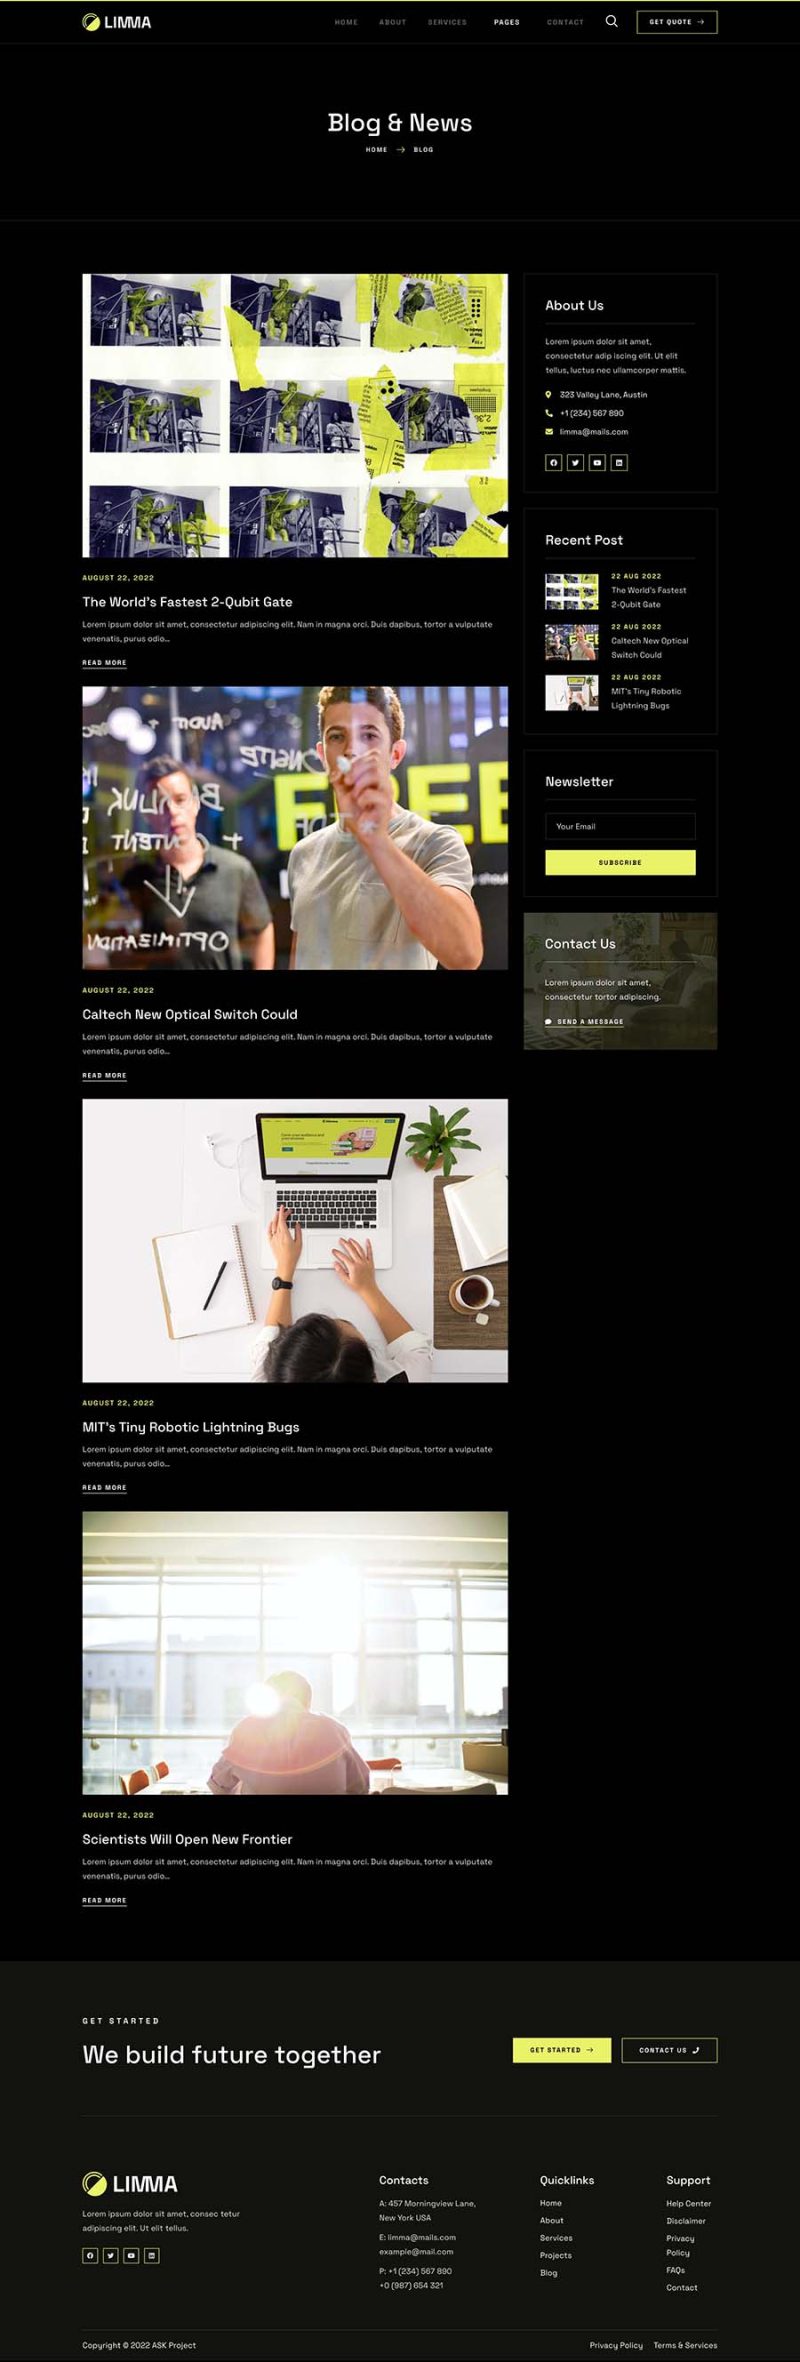 LIMMA
HOME ABOUT SERVICES PAGES CONTACT GET QUOTE
Blog & News
HOME BLOG
AUGUST 22, 2022
The World's Fastest 2-Qubit Gate
Lorem ipsum dolor sit amet, consectetur adipiscing elit. Nam in magna orci. Duis dapibus, tortor a vulputate
venenatis, purus odio...
READ MORE
AUDIT
CONTENT
OPTIMIZATION
FREE
AUGUST 22, 2022
Caltech New Optical Switch Could
Lorem ipsum dolor sit amet, consectetur adipiscing elit. Nam in magna orci. Duis dapibus, tortor a vulputate
venenatis, purus odio...
READ MORE
AUGUST 22, 2022
MIT's Tiny Robotic Lightning Bugs
Lorem ipsum dolor sit amet, consectetur adipiscing elit. Nam in magna orci. Duis dapibus, tortor a vulputate
venenatis, purus odio...
READ MORE
AUGUST 22, 2022
Scientists Will Open New Frontier
Lorem ipsum dolor sit amet, consectetur adipiscing elit. Nam in magna orci. Duis dapibus, tortor a vulputate
venenatis, purus odio...
READ MORE
About Us
Lorem ipsum dolor sit amet,
consectetur adip iscing elit. Ut elit
tellus, luctus nec ullamcorper mattis.
323 Valley Lane, Austin
+1 (234) 567 890
limma@mails.com
Recent Post
22 AUG 2022
The World's Fastest
2-Qubit Gate
22 AUG 2022
Caltech New Optical
Switch Could
22 AUG 2022
MIT's Tiny Robotic
Lightning Bugs
Newsletter
Your Email
SUBSCRIBE
Contact Us
Lorem ipsum dolor sit amet,
consectetur tortor adipiscing.
SEND A MESSAGE
GET STARTED
We build future together
GET STARTED CONTACT US
LIMMA
Lorem ipsum dolor sit amet, consec tetur
adipiscing elit. Ut elit tellus.
Contacts
A: 457 Morningview Lane,
New York USA
E: limma@mails.com
example@mail.com
P: +1 (234) 567 890
+0 (987) 654 321
Quicklinks
Home
About
Services
Projects
Blog
Support
Help Center
Disclaimer
Privacy
Policy
FAQs
Contact
Copyright © 2022 ASK Project
Privacy Policy Terms & Services